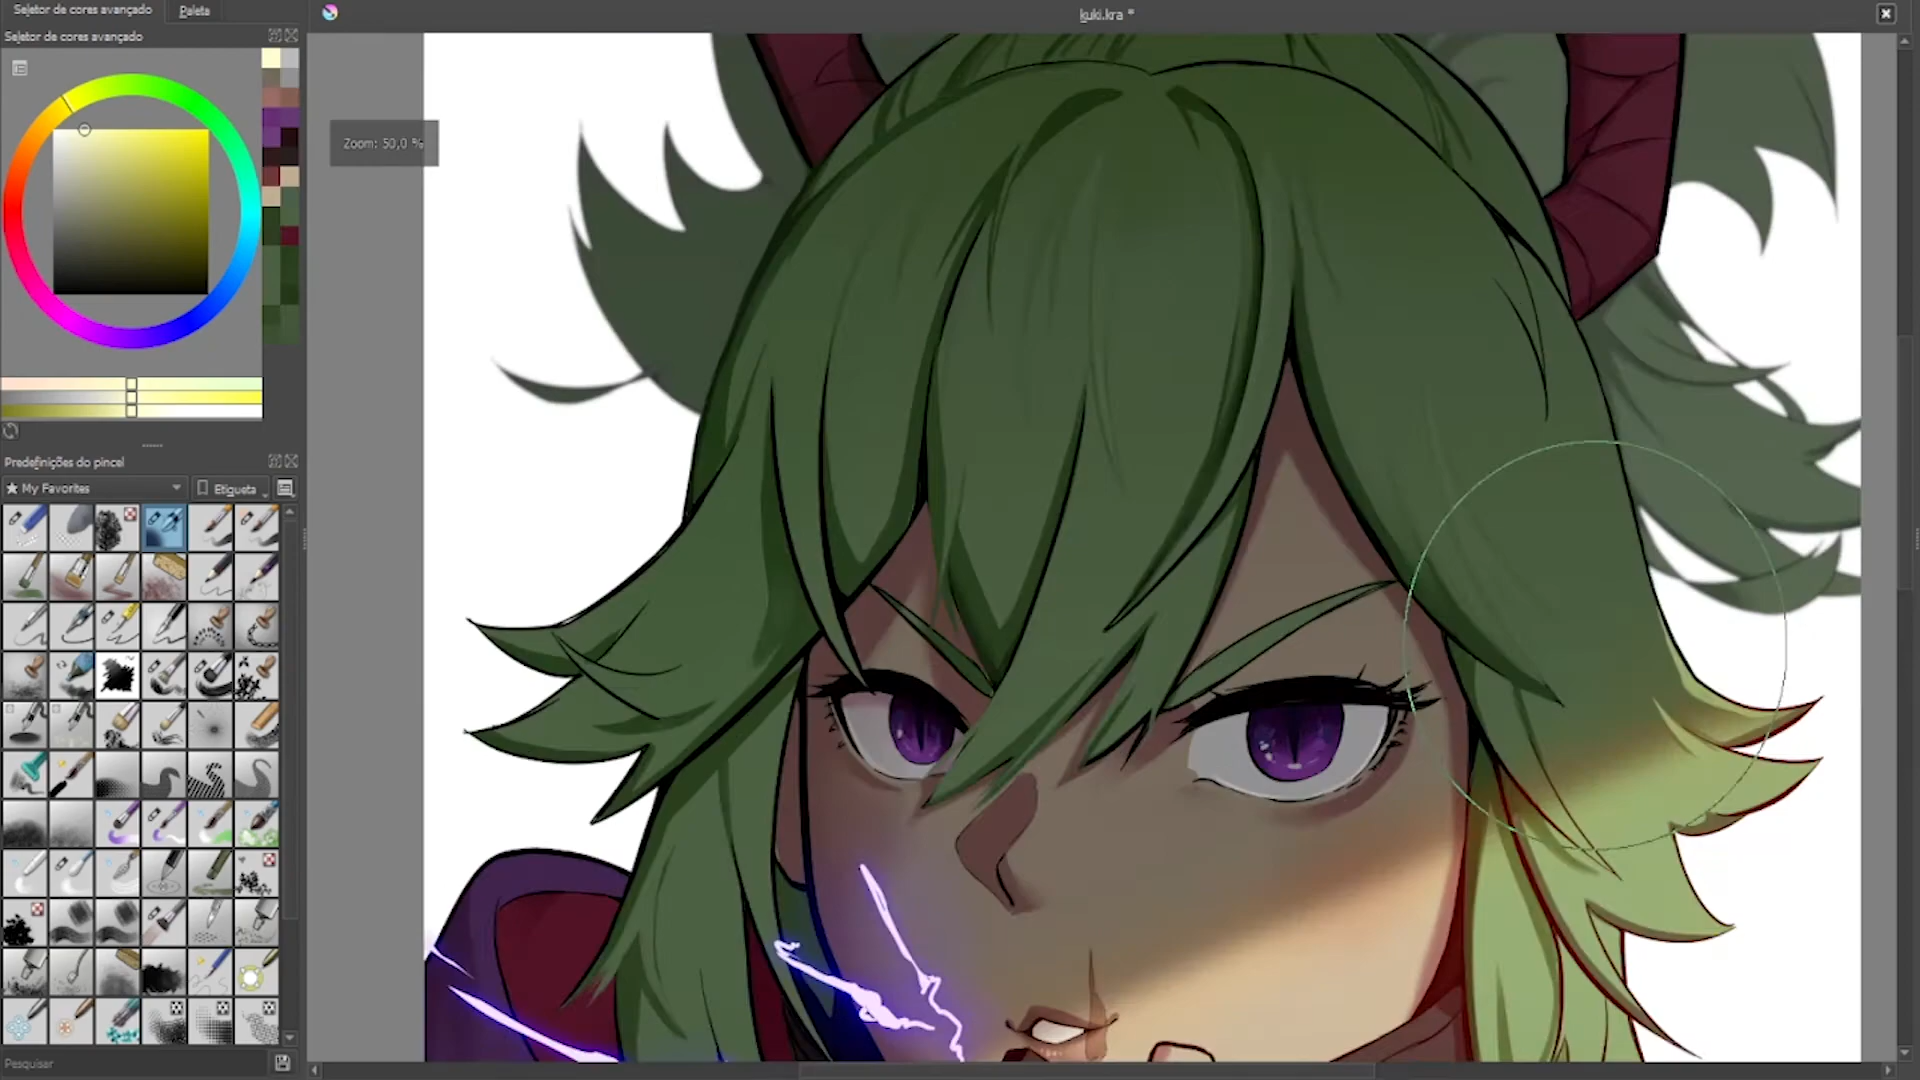 Seletor de cores avançado
Paleta
kuki.kra *
Seletor de cores avançado
Zoom: 50,0 %
Predefinições do pincel
My Favorites
Etiqueta
Pesquisar